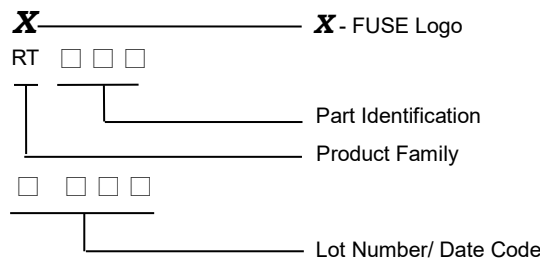 X X - FUSE Logo
RT □ □ □
Part Identification
Product Family
□ □ □ □
Lot Number/ Date Code